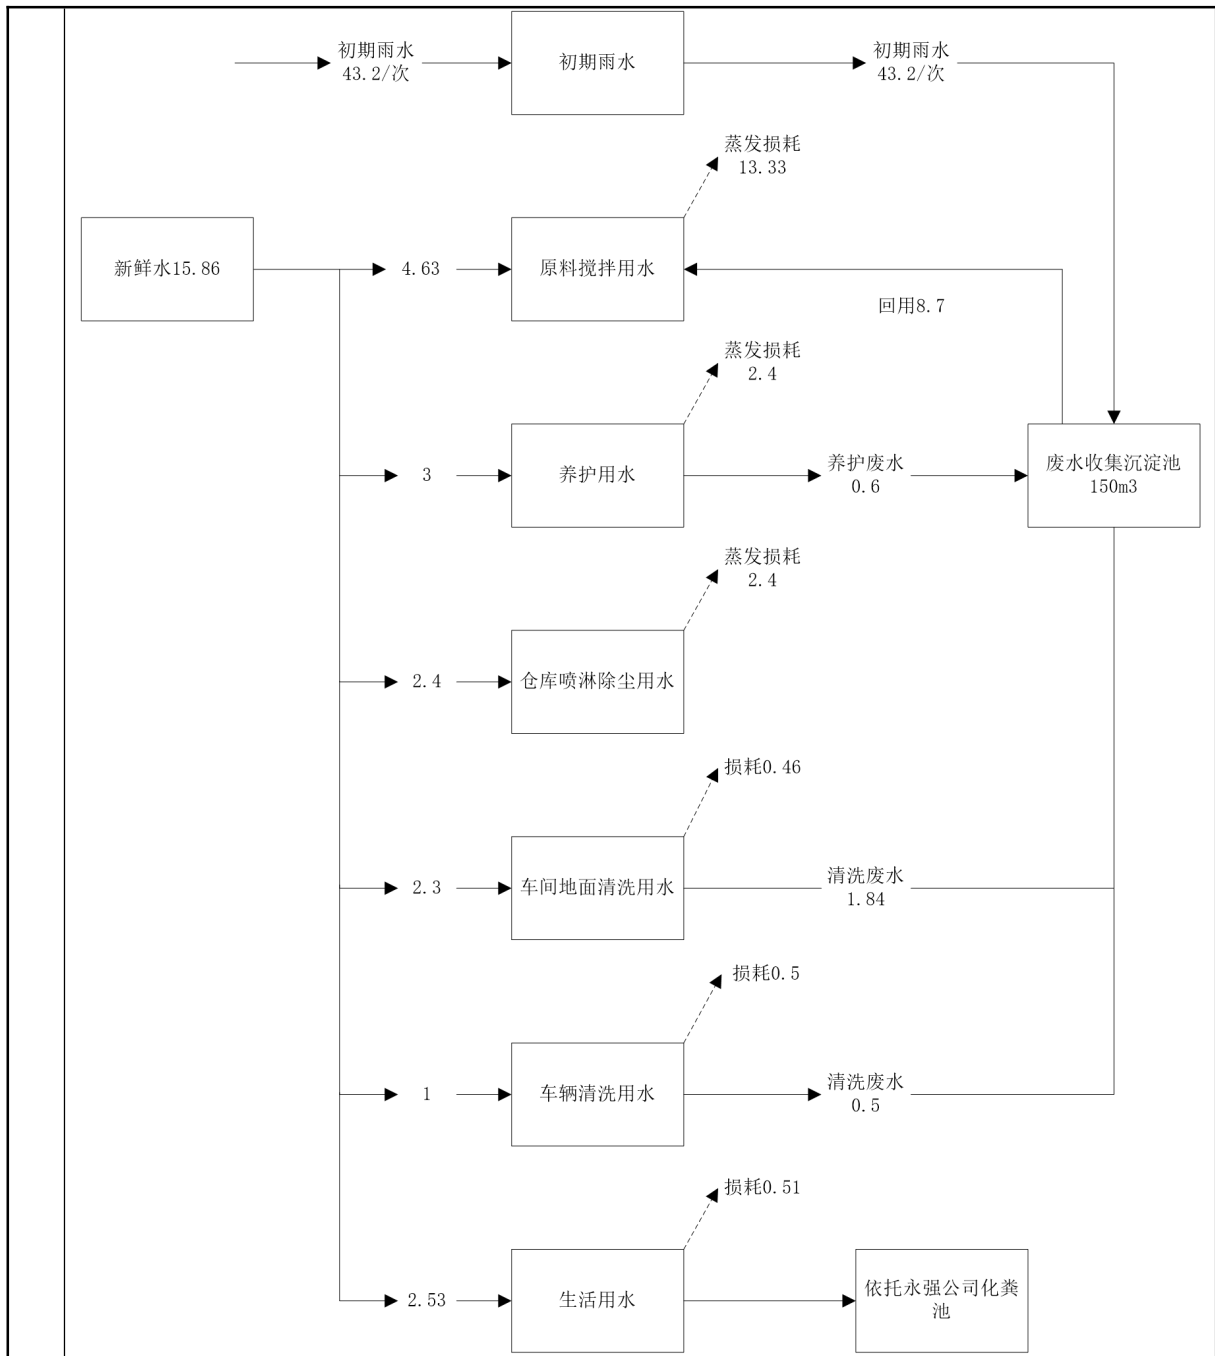 初期雨水
43.2/次
初期雨水
初期雨水
43.2/次
蒸发损耗
13.33
新鲜水15.86
4.63
原料搅拌用水
回用8.7
蒸发损耗
2.4
3
养护用水
养护废水
0.6
废水收集沉淀池
150m3
蒸发损耗
2.4
2.4
仓库喷淋除尘用水
损耗0.46
2.3
车间地面清洗用水
清洗废水
1.84
损耗0.5
1
车辆清洗用水
清洗废水
0.5
损耗0.51
2.53
生活用水
依托永强公司化粪
池